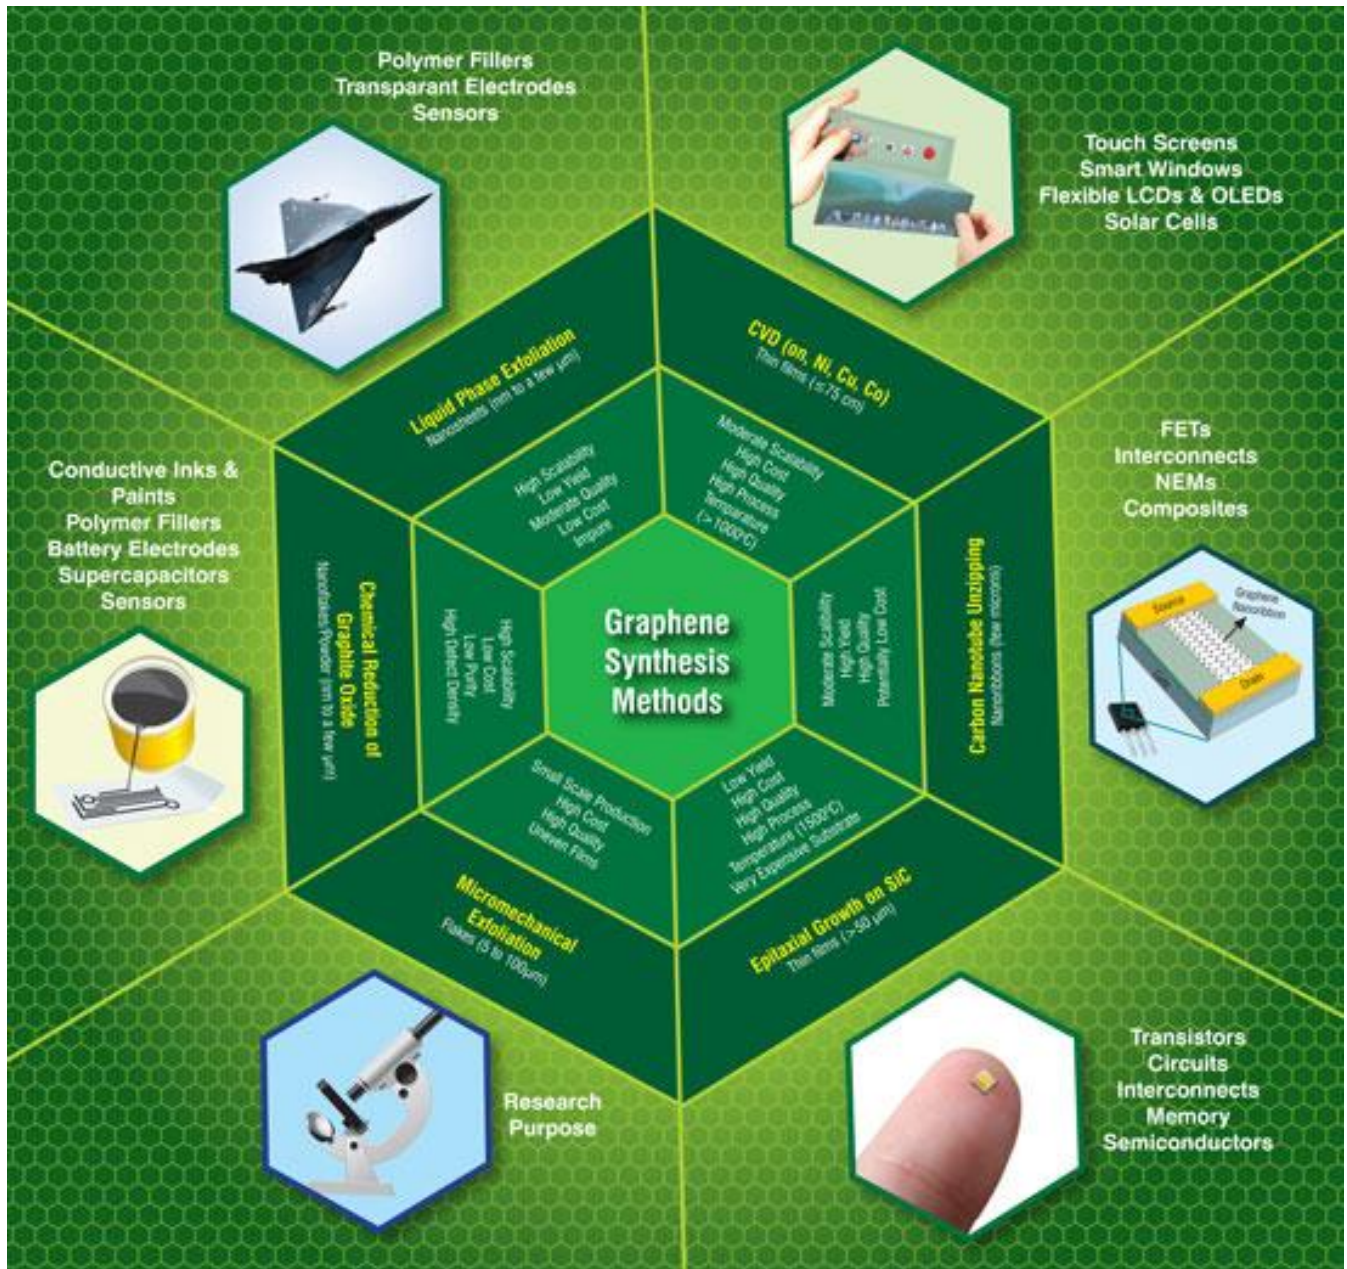 Polymer Fillers
Transparant Electrodes
Sensors
Touch Screens
Smart Windows
Flexible LCDs & OLEDs
Solar Cells
Liquid Phase Exfoliation
Nanosheets (nm to a few µm)
High Scalability
Low Yield
Moderate Quality
Low Cost
Impure
CVD (on, Ni, Cu, Co)
Thin films (≤75 cm)
Moderate Scalability
High Cost
High Quality
High Process
Temparature
(>1000°C)
FETs
Interconnects
NEMs
Composites
Source
Graphene
Nanoribbon
Drain
Carbon Nanotube Unzipping
Nanoribbons (few microns)
Moderate Scalability
High Yield
High Quality
Potentially Low Cost
Conductive Inks &
Paints
Polymer Fillers
Battery Electrodes
Supercapacitors
Sensors
Chemical Reduction of
Graphite Oxide
Nanoflakes/Powder (nm to a few µm)
High Scalability
Low Cost
Low Purity
High Defect Density
Graphene
Synthesis
Methods
Small Scale Production
High Cost
High Quality
Uneven Films
Micromechanical
Exfoliation
Flakes (5 to 100µm)
Research
Purpose
Low Yield
High Cost
High Quality
High Process
Temperature (1500°C)
Very Expensive Substrate
Epitaxial Growth on SiC
Thin films (>50 µm)
Transistors
Circuits
Interconnects
Memory
Semiconductors